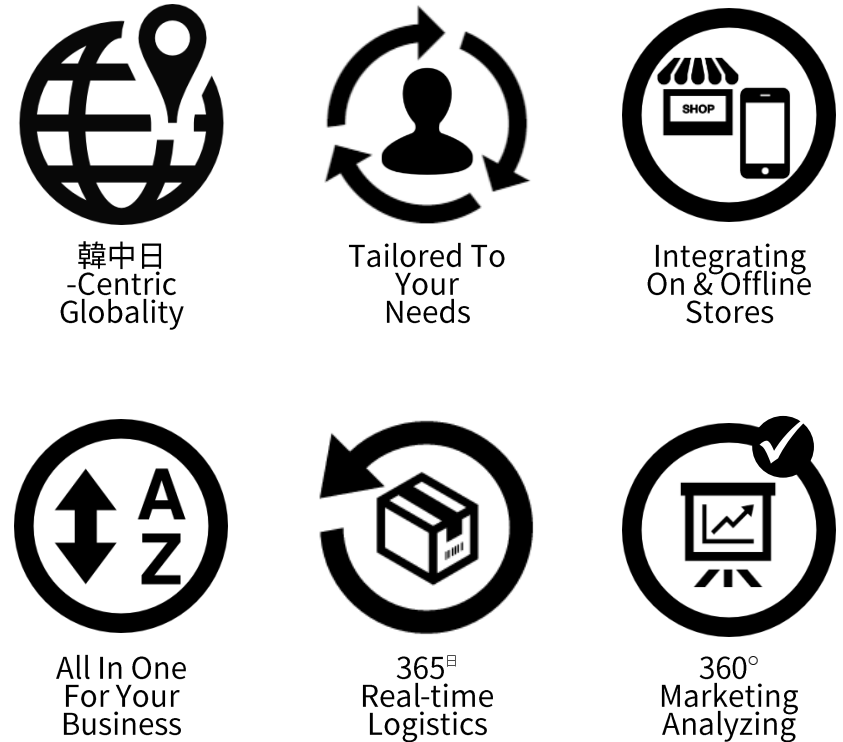 SHOP
韓中日
-Centric
Globality
Tailored To
Your
Needs
Integrating
On & Offline
Stores
A
Z
All In One
For Your
Business
365日
Real-time
Logistics
360°
Marketing
Analyzing